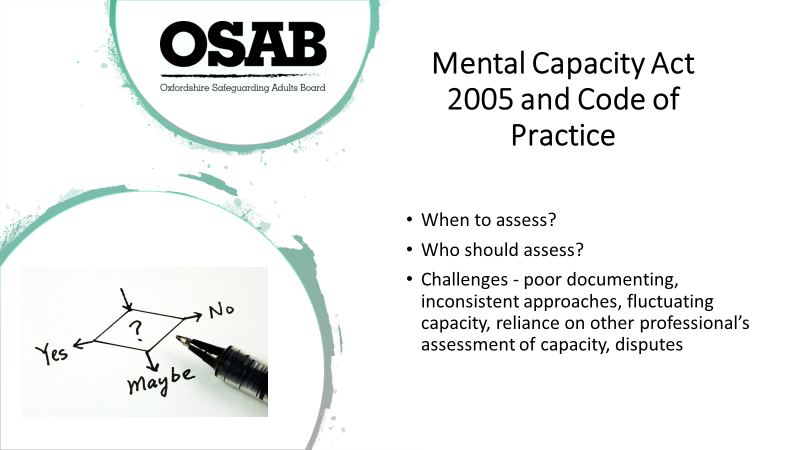 OSAB
Oxfordshire Safeguarding Adults Board
Mental Capacity Act
2005 and Code of
Practice
• When to assess?
• Who should assess?
• Challenges - poor documenting,
inconsistent approaches, fluctuating
capacity, reliance on other professional's
assessment of capacity, disputes
?
No
Yes
Maybe